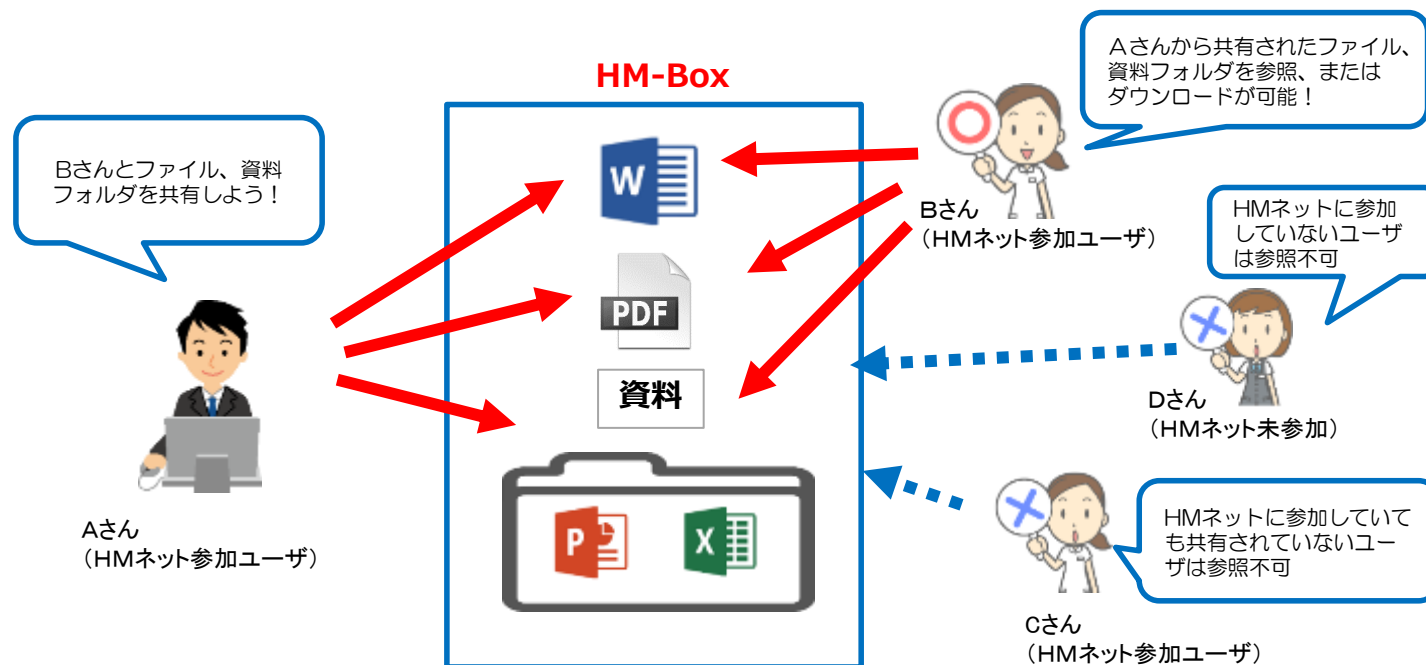 HM-Box
Aさんから共有されたファイル、
資料フォルダを参照、または
ダウンロードが可能！
Bさんとファイル、資料
フォルダを共有しよう！
W
Bさん
（HMネット参加ユーザ）
HMネットに参加
していないユーザ
は参照不可
PDF
資料
Dさん
（HMネット未参加）
P
X
Aさん
（HMネット参加ユーザ）
HMネットに参加していて
も共有されていないユー
ザは参照不可
Cさん
（HMネット参加ユーザ）